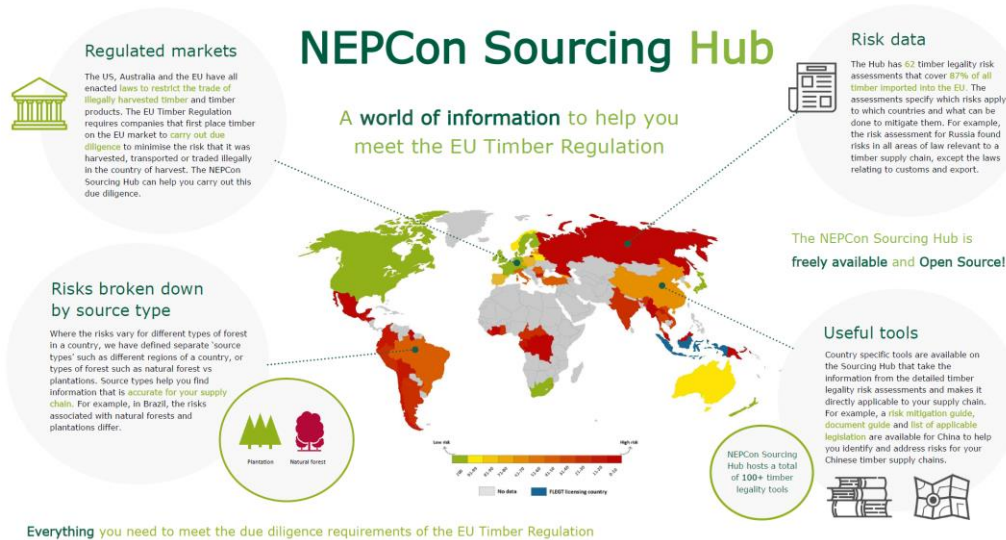 NEPCon Sourcing Hub
A world of information to help you
meet the EU Timber Regulation
Regulated markets
The US, Australia and the EU have all
enacted laws to restrict the trade of
illegally harvested timber and timber
products. The EU Timber Regulation
requires companies that first place timber
on the EU market to carry out due
diligence to minimise the risk that it was
harvested, transported or traded illegally
in the country of harvest. The NEPCon
Sourcing Hub can help you carry out this
due diligence.
Risk data
The Hub has 62 timber legality risk
assessments that cover 87% of all
timber imported into the EU. The
assessments specify which risks apply
to which countries and what can be
done to mitigate them. For example,
the risk assessment for Russia found
risks in all areas of law relevant to a
timber supply chain, except the laws
relating to customs and export.
The NEPCon Sourcing Hub is
freely available and Open Source!
Risks broken down
by source type
Where the risks vary for different types of forest
in a country, we have defined separate 'source
types' such as different regions of a country, or
types of forest such as natural forest vs
plantations. Source types help you find
information that is accurate for your supply
chain. For example, in Brazil, the risks
associated with natural forests and
plantations differ.
Plantation
Natural forest
Useful tools
Country specific tools are available on
the Sourcing Hub that take the
information from the detailed timber
legality risk assessments and makes it
directly applicable to your supply chain.
For example, a risk mitigation guide,
document guide and list of applicable
legislation are available for China to help
you identify and address risks for your
Chinese timber supply chains.
Low risk
High risk
No data
FLEGT licensing country
NEPCon Sourcing
Hub hosts a total
of 100+ timber
legality tools
Everything you need to meet the due diligence requirements of the EU Timber Regulation